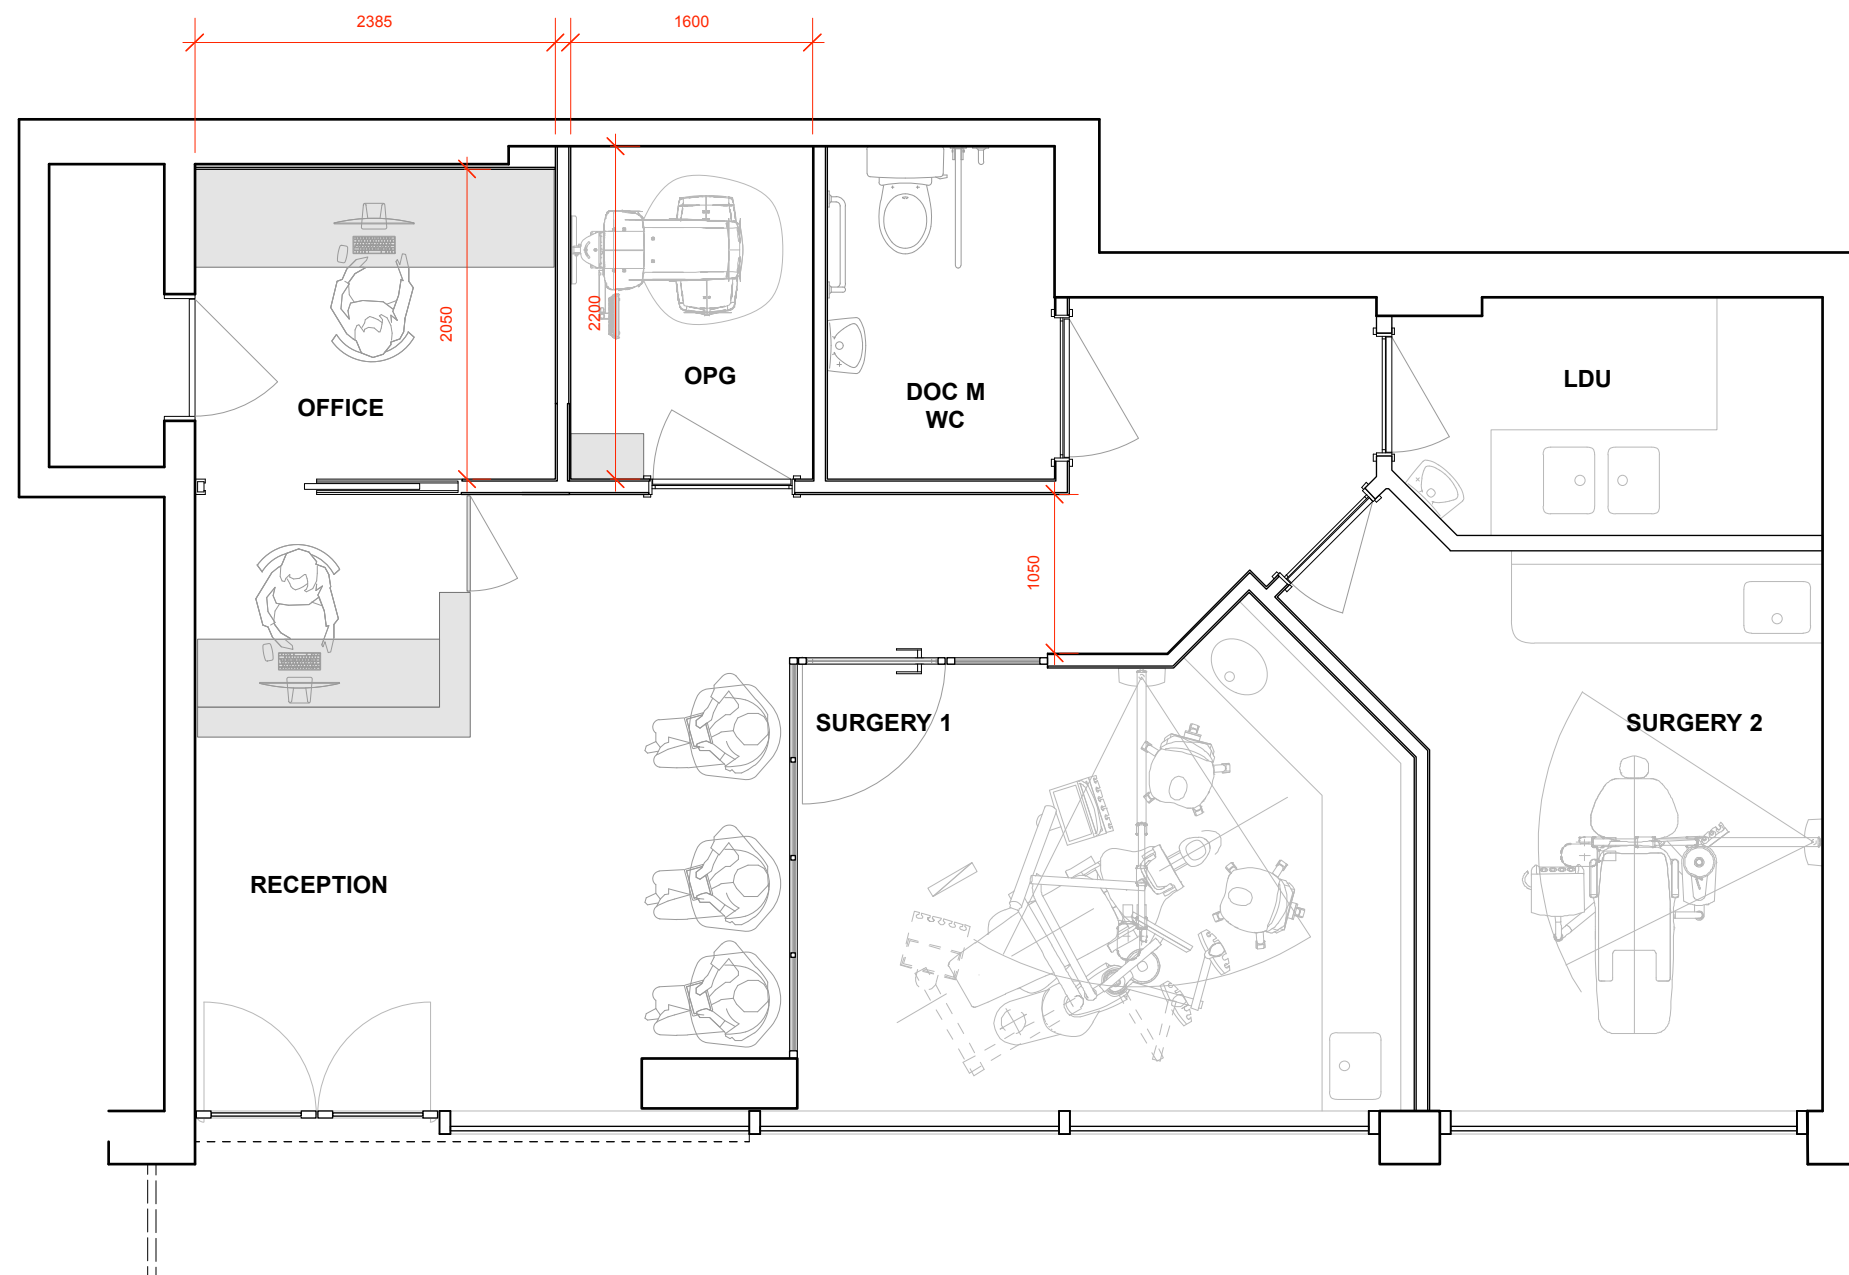 2385
1600
2050
2200
OPG
LDU
DOC M
WC
OFFICE
1050
SURGERY 1
SURGERY 2
RECEPTION